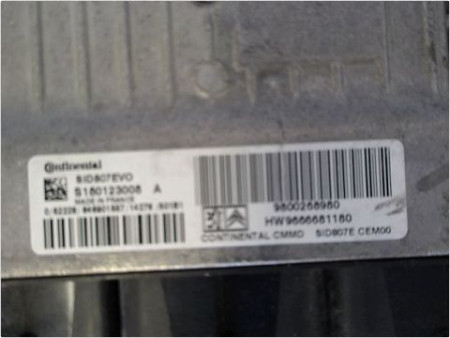 Continental
SID807EVO
S180123008 A
MADE IN FRANCE
9800268980
HW9666681180
CONTINENTAL CMMD SID807E CEM00